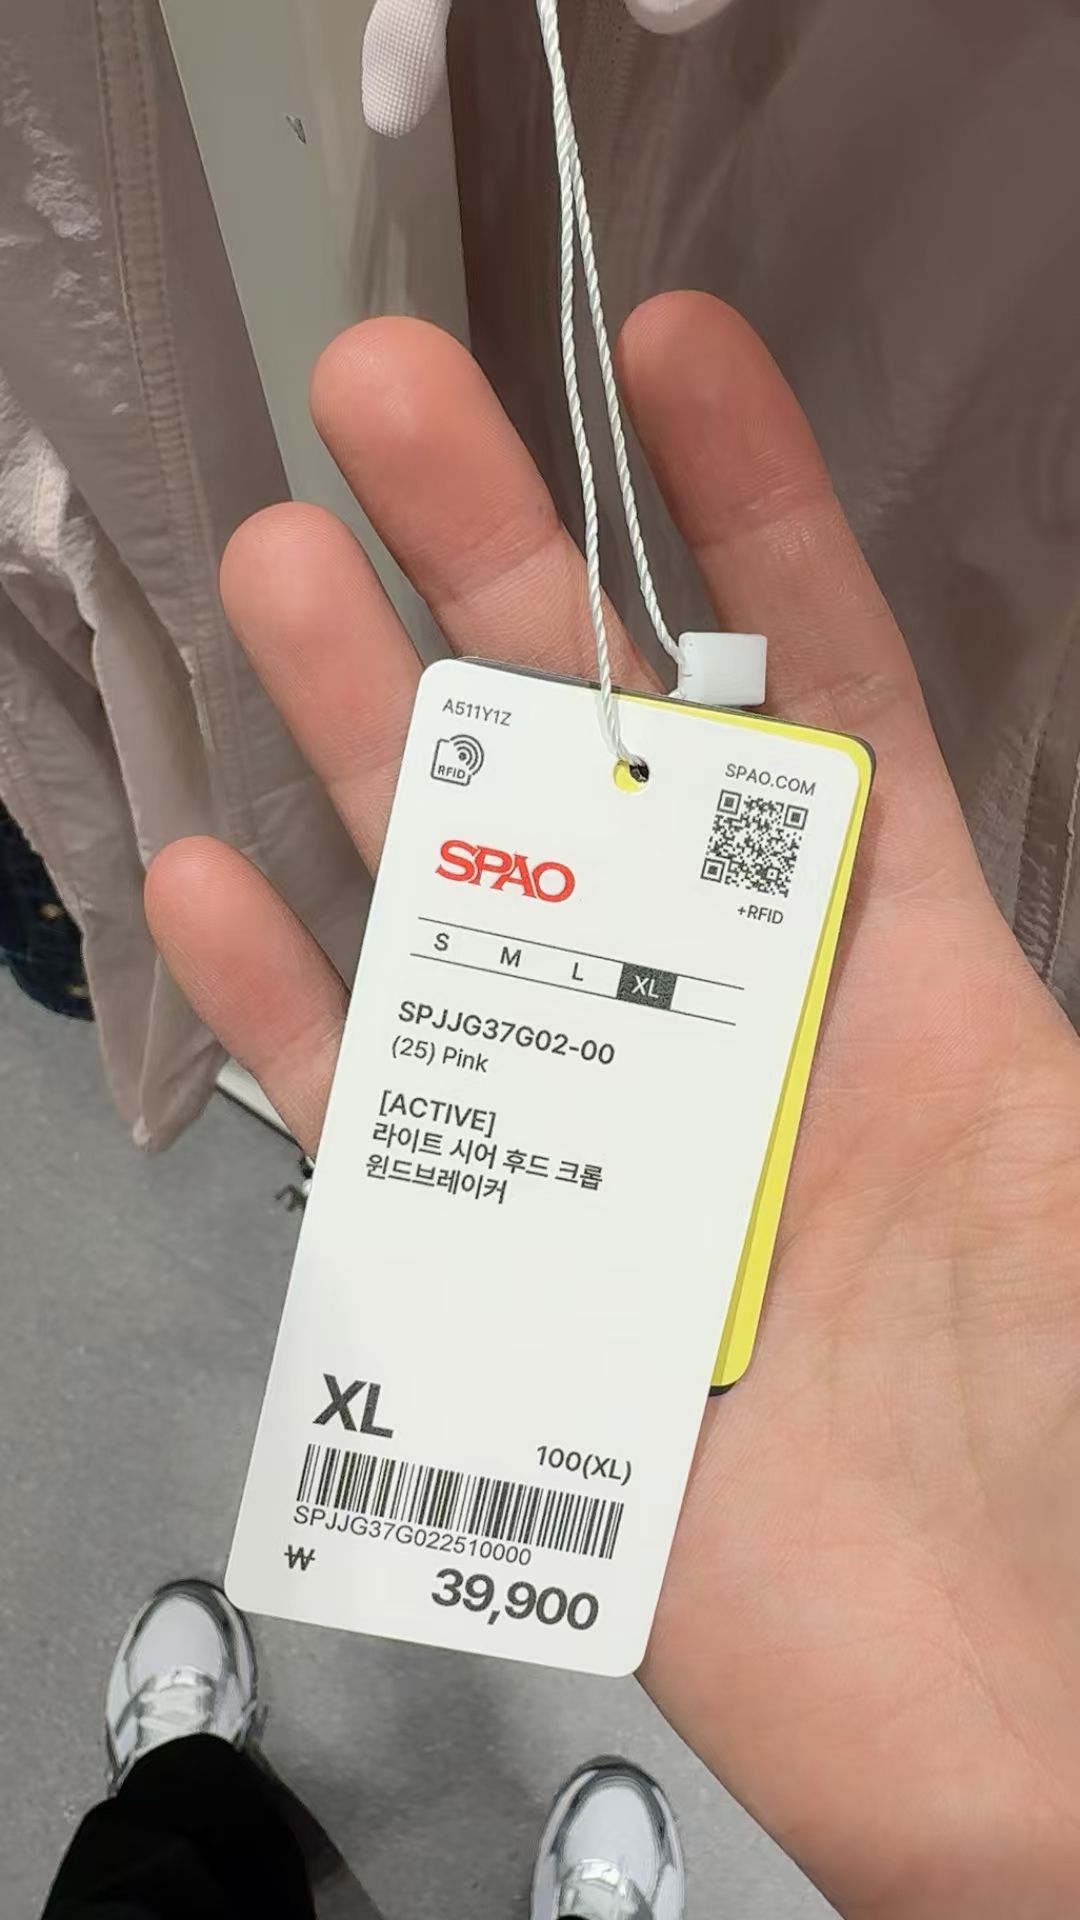 A511Y1Z
RFID
SPAO.COM
+RFID
SPAO
S M L XL
SPJJG37G02-00
(25) Pink
[ACTIVE]
라이트 시어 후드 크롭
윈드브레이커
XL
100(XL)
SPJJG37G022510000
₩ 39,900